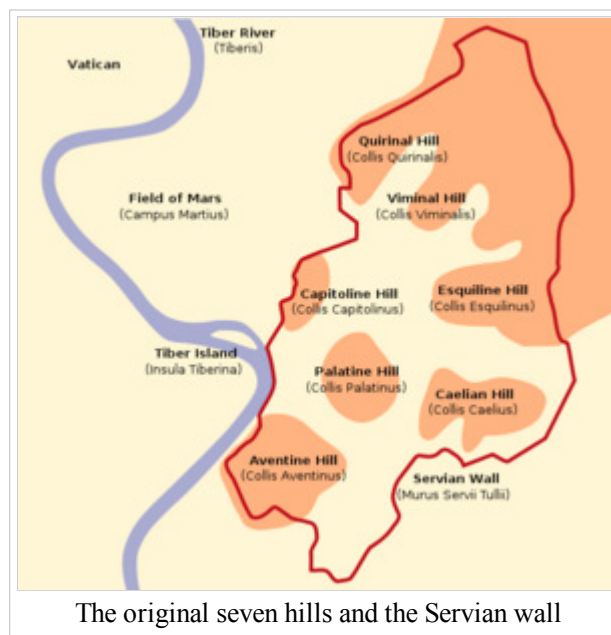 Tiber River
(Tiberis)
Vatican
Quirinal Hill
(Collis Quirinalis)
Field of Mars
(Campus Martius)
Viminal Hill
(Collis Viminalis)
Capitoline Hill
(Collis Capitolinus)
Esquiline Hill
(Collis Esquilinus)
Tiber Island
(Insula Tiberina)
Palatine Hill
(Collis Palatinus)
Caelian Hill
(Collis Caelius)
Aventine Hill
(Collis Aventinus)
Servian Wall
(Murus Servii Tullii)
The original seven hills and the Servian wall